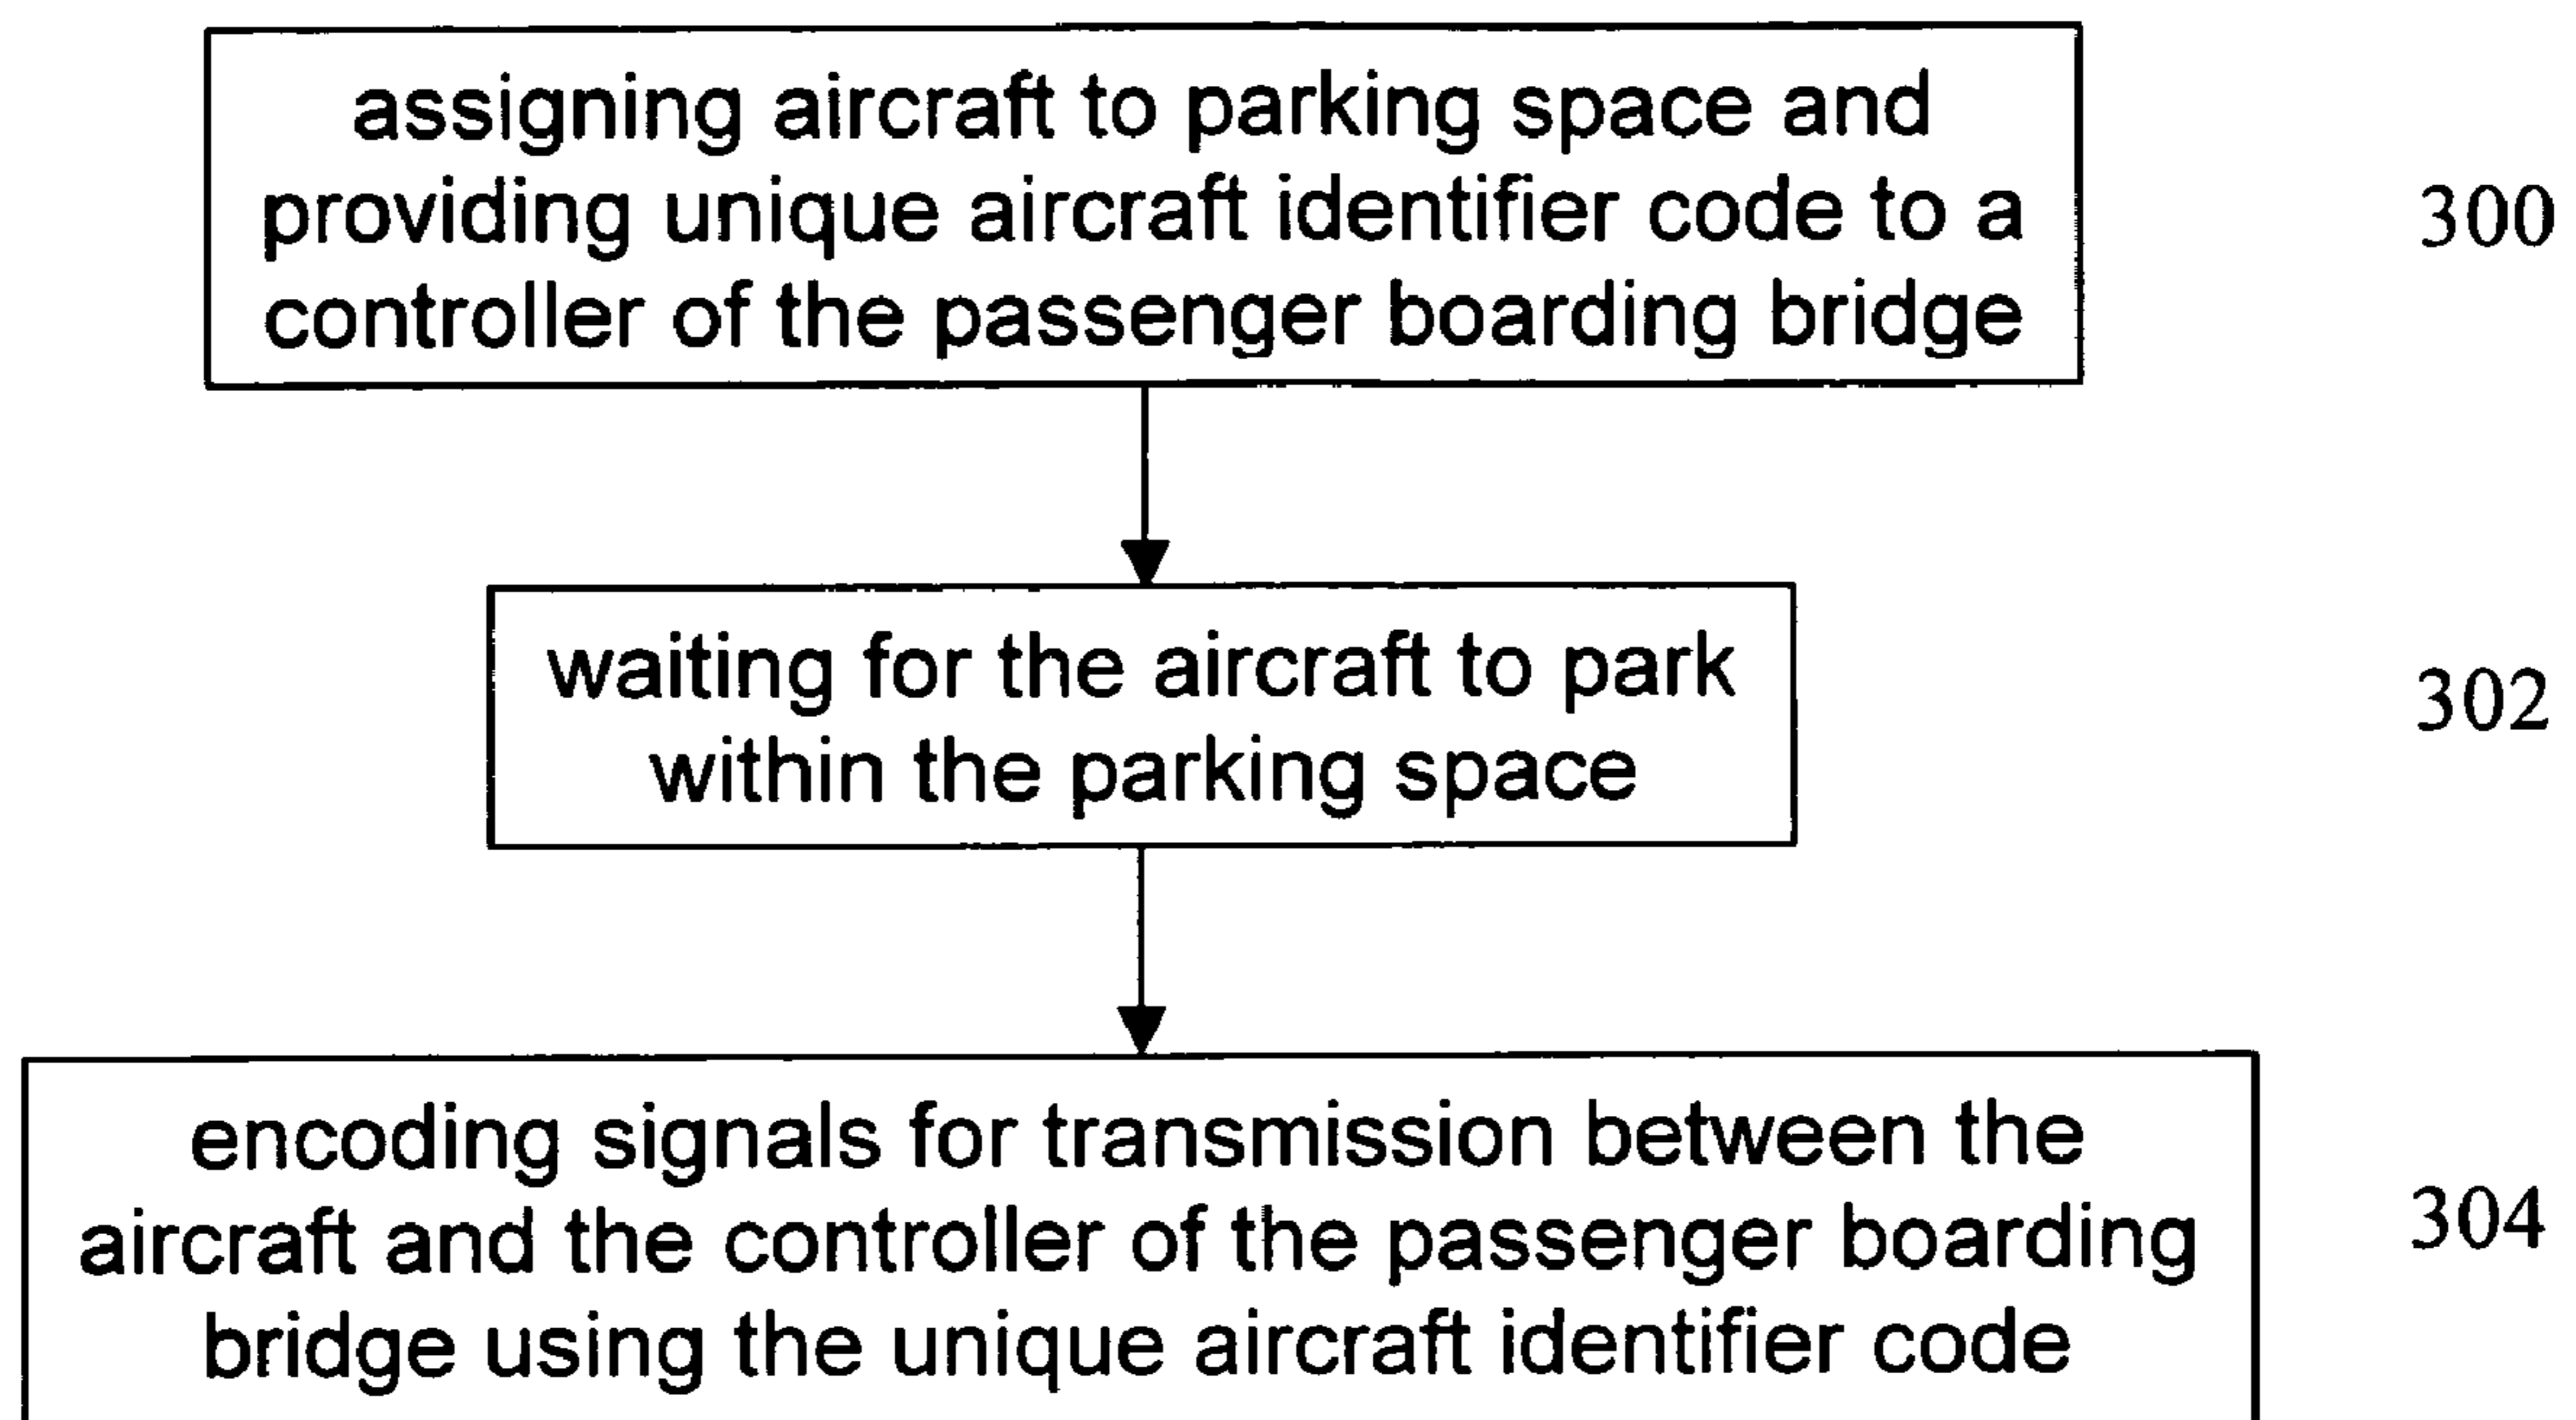 assigning aircraft to parking space and
providing unique aircraft identifier code to a
controller of the passenger boarding bridge
300
waiting for the aircraft to park
within the parking space
302
encoding signals for transmission between the
aircraft and the controller of the passenger boarding
bridge using the unique aircraft identifier code
304